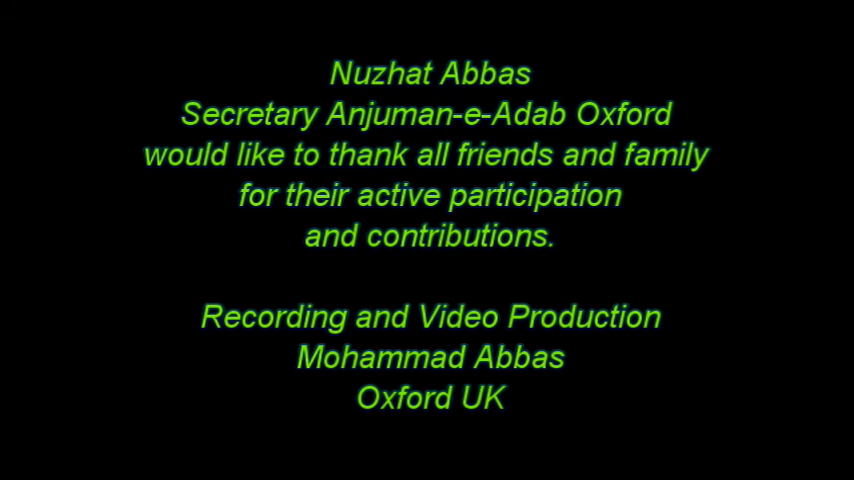 Nuzhat Abbas
Secretary Anjuman-e-Adab Oxford
would like to thank all friends and family
for their active participation
and contributions.
Recording and Video Production
Mohammad Abbas
Oxford UK